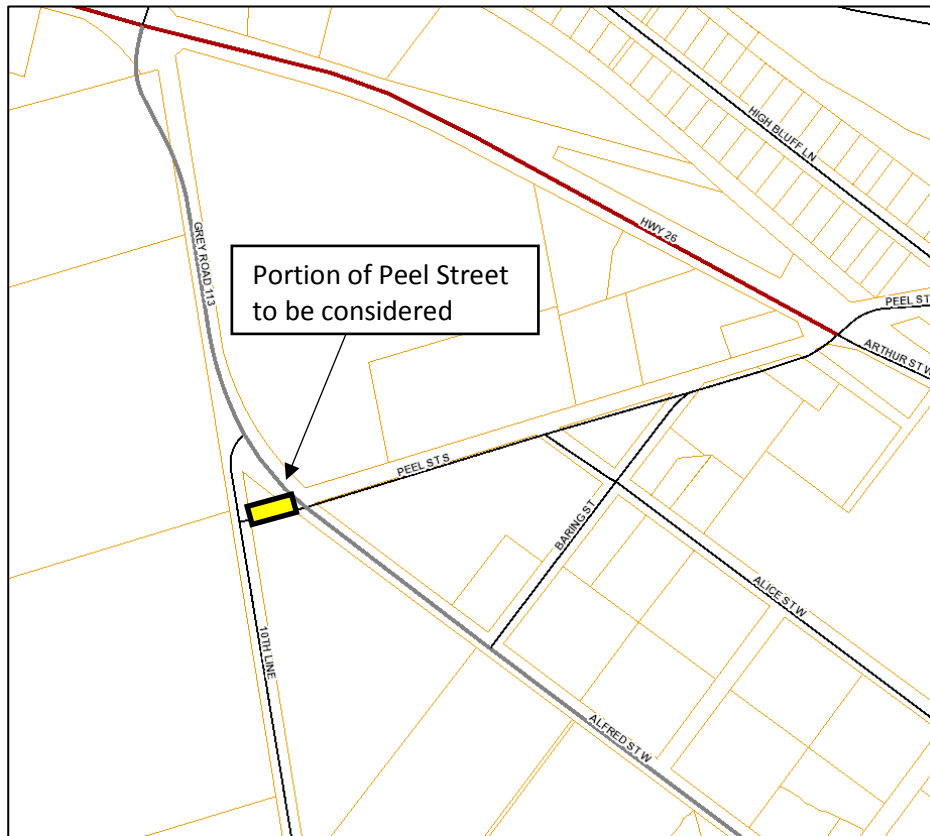 HIGH BLUFF LN
HWY 26
GREY ROAD 113
Portion of Peel Street
to be considered
PEEL ST
ARTHUR ST W
PEEL ST S
BARING ST
ALICE ST W
10TH LINE
ALFRED ST W